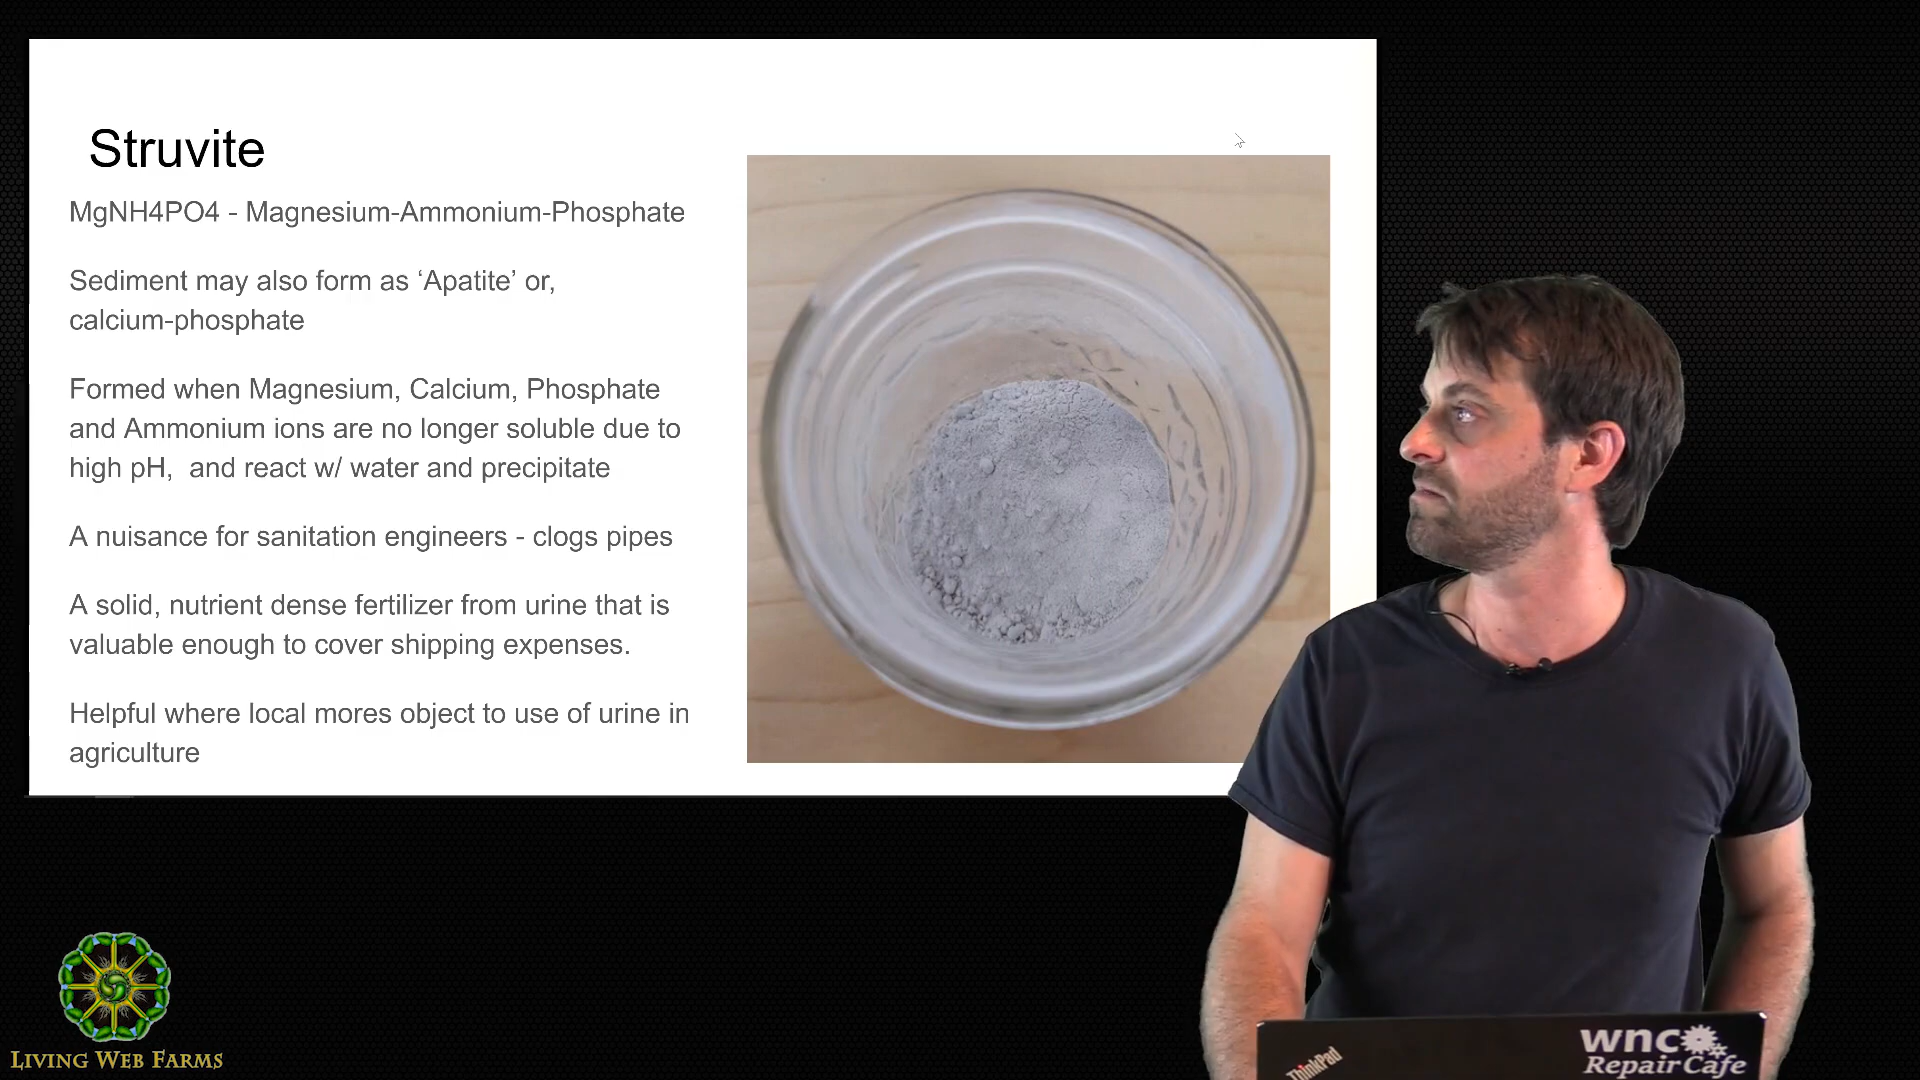 Struvite
MgNH4PO4 - Magnesium-Ammonium-Phosphate
Sediment may also form as ‘Apatite’ or,
calcium-phosphate
Formed when Magnesium, Calcium, Phosphate
and Ammonium ions are no longer soluble due to
high pH,  and react w/ water and precipitate
A nuisance for sanitation engineers - clogs pipes
A solid, nutrient dense fertilizer from urine that is
valuable enough to cover shipping expenses.
Helpful where local mores object to use of urine in
agriculture
LIVING WEB FARMS
ThinkPad
wnc
Repair Cafe